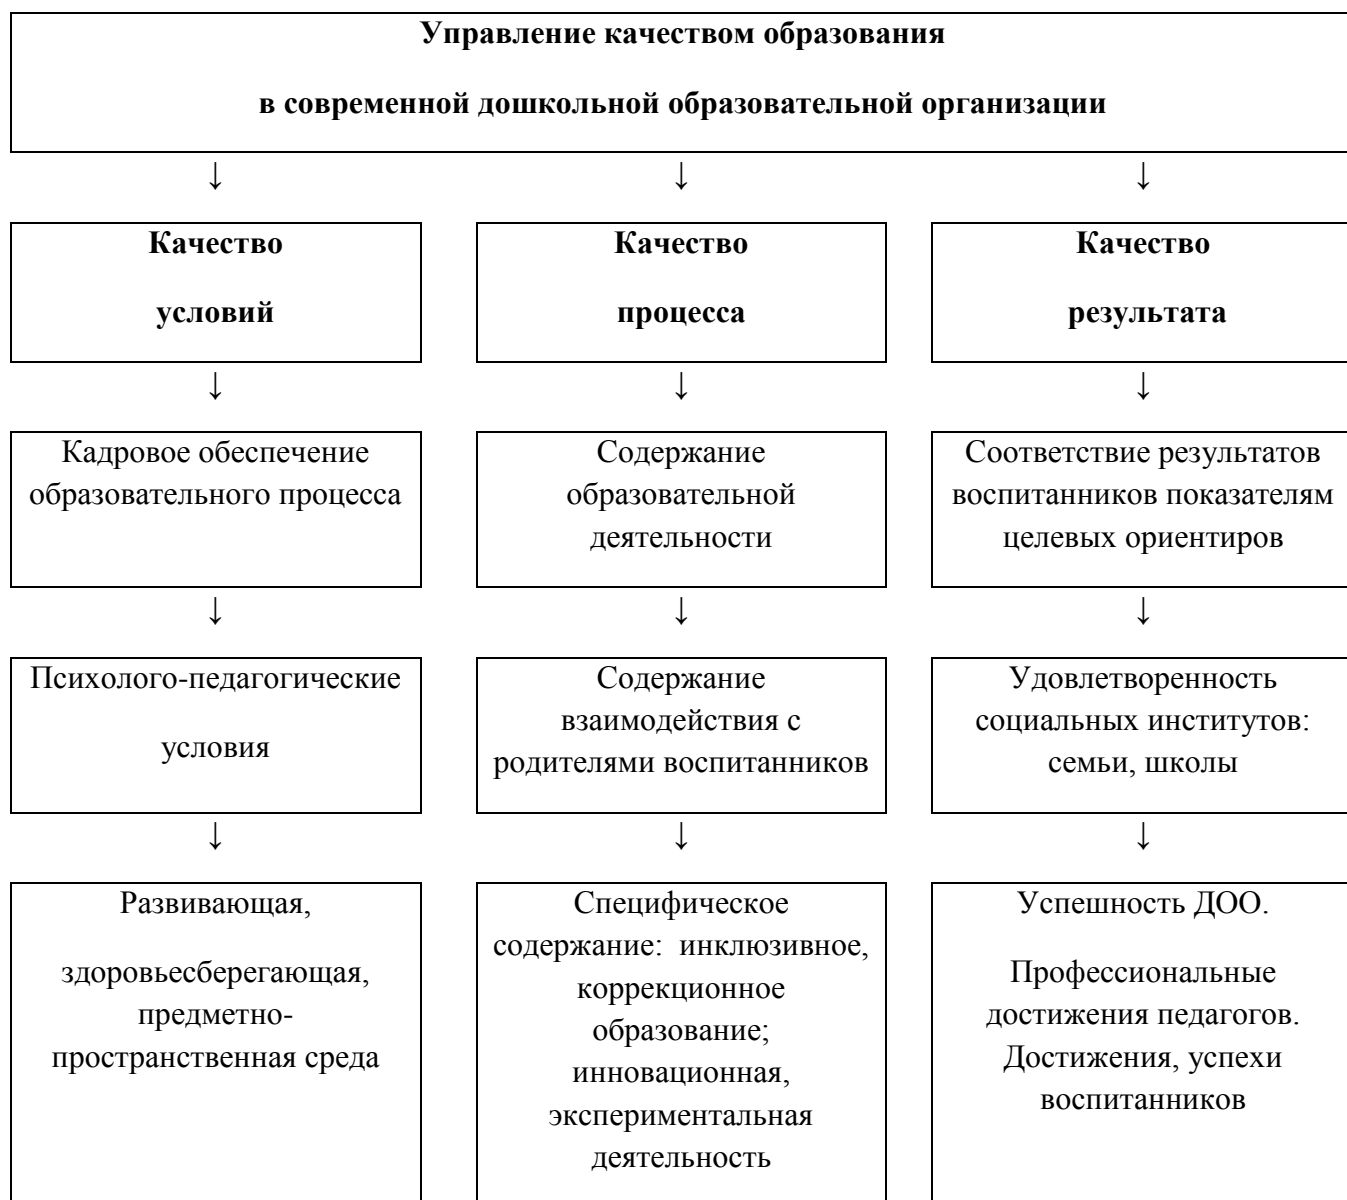 Управление качеством образования
в современной дошкольной образовательной организации
↓ ↓ ↓
Качество
условий
Качество
процесса
Качество
результата
↓ ↓ ↓
Кадровое обеспечение
образовательного процесса
Содержание
образовательной
деятельности
Соответствие результатов
воспитанников показателям
целевых ориентиров
↓ ↓ ↓
Психолого-педагогические
условия
Содержание
взаимодействия с
родителями воспитанников
Удовлетворенность
социальных институтов:
семьи, школы
↓ ↓ ↓
Развивающая,
здоровьесберегающая,
предметно-
пространственная среда
Специфическое
содержание: инклюзивное,
коррекционное
образование;
инновационная,
экспериментальная
деятельность
Успешность ДОО.
Профессиональные
достижения педагогов.
Достижения, успехи
воспитанников